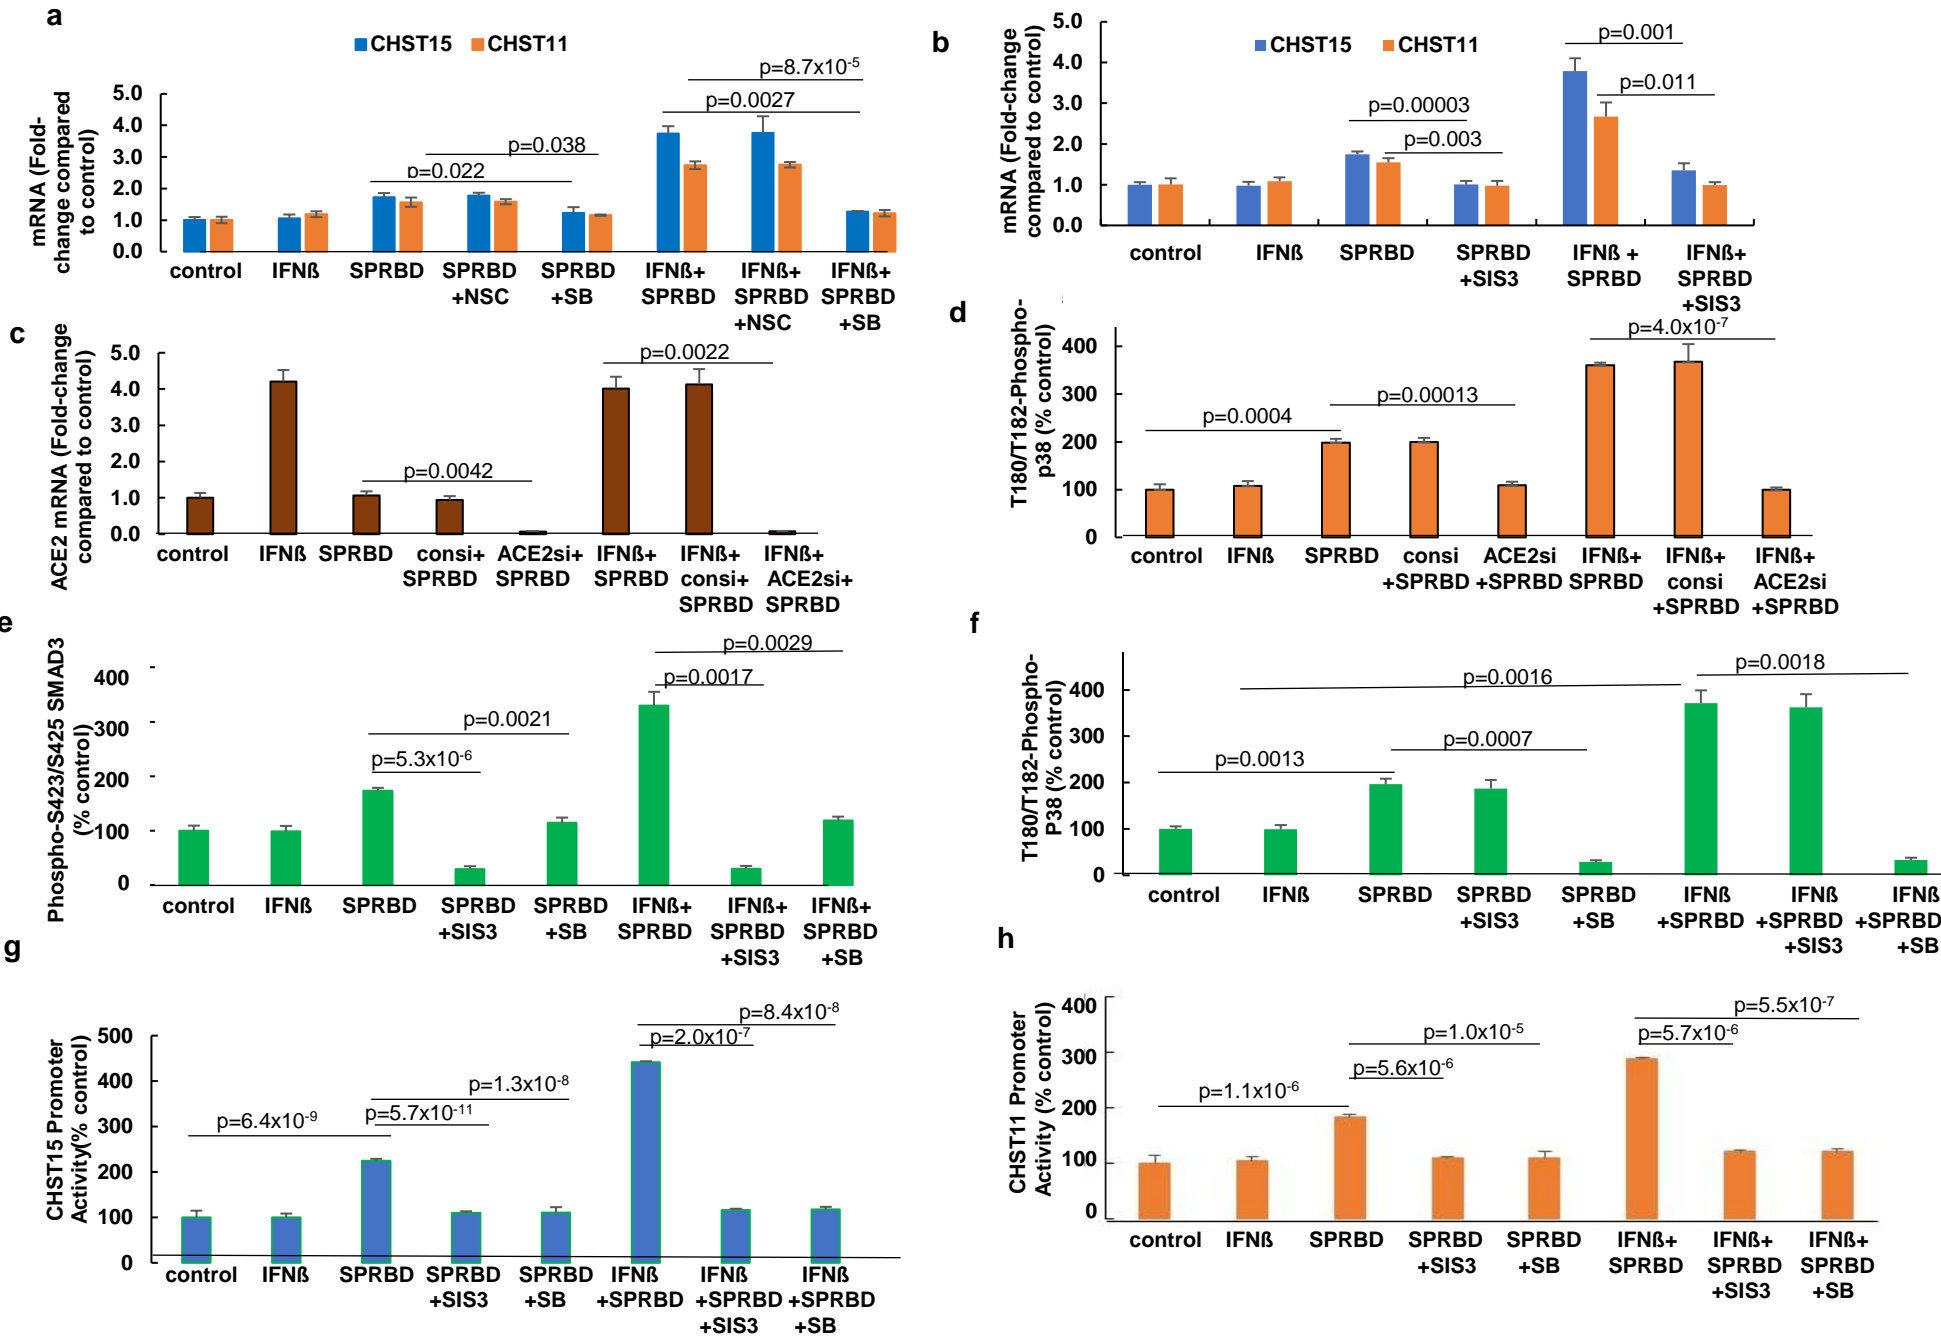 a
CHST15 CHST11
mRNA (Fold-
change compared
to control)
5.0
4.0
3.0
2.0
1.0
0.0
p=8.7x10-5
p=0.0027
p=0.038
p=0.022
control IFNß SPRBD SPRBD SPRBD IFNß+ IFNß+ IFNß+
+NSC +SB SPRBD SPRBD SPRBD
+NSC +SB
b
CHST15 CHST11
mRNA (Fold-change
compared to control)
5.0
4.0
3.0
2.0
1.0
0.0
p=0.001
p=0.011
p=0.00003
p=0.003
control IFNß SPRBD SPRBD IFNß + IFNß+
+SIS3 SPRBD SPRBD
+SIS3
c
ACE2 mRNA (Fold-change
compared to control)
5.0
4.0
3.0
2.0
1.0
0.0
p=0.0022
p=0.0042
control IFNß SPRBD consi+ ACE2si+ IFNß+ IFNß+ IFNß+
SPRBD SPRBD SPRBD consi+ ACE2si+
SPRBD SPRBD
d
T180/T182-Phospho-
p38 (% control)
400
300
200
100
0
p=4.0x10-7
p=0.00013
p=0.0004
control IFNß SPRBD consi ACE2si IFNß+ IFNß+ IFNß+
+SPRBD +SPRBD SPRBD consi ACE2si
+SPRBD +SPRBD
e
Phospho-S423/S425 SMAD3
(% control)
400
300
200
100
0
p=0.0029
p=0.0017
p=0.0021
p=5.3x10-6
control IFNß SPRBD SPRBD SPRBD IFNß+ IFNß+ IFNß+
+SIS3 +SB SPRBD SPRBD SPRBD
+SIS3 +SB
f
T180/T182-Phospho-
P38 (% control)
400
300
200
100
0
p=0.0018
p=0.0016
p=0.0007
p=0.0013
control IFNß SPRBD SPRBD SPRBD IFNß IFNß IFNß
+SIS3 +SB +SPRBD +SPRBD +SPRBD
+SIS3 +SB
g
CHST15 Promoter
Activity(% control)
500
400
300
200
100
0
p=8.4x10-8
p=2.0x10-7
p=1.3x10-8
p=5.7x10-11
p=6.4x10-9
control IFNß SPRBD SPRBD SPRBD IFNß IFNß IFNß
+SIS3 +SB +SPRBD +SPRBD +SPRBD
+SIS3 +SB
h
CHST11 Promoter
Activity (% control)
400
300
200
100
0
p=5.5x10-7
p=5.7x10-6
p=1.0x10-5
p=5.6x10-6
p=1.1x10-6
control IFNß SPRBD SPRBD SPRBD IFNß+ IFNß+ IFNß+
+SIS3 +SB SPRBD SPRBD SPRBD
+SIS3 +SB